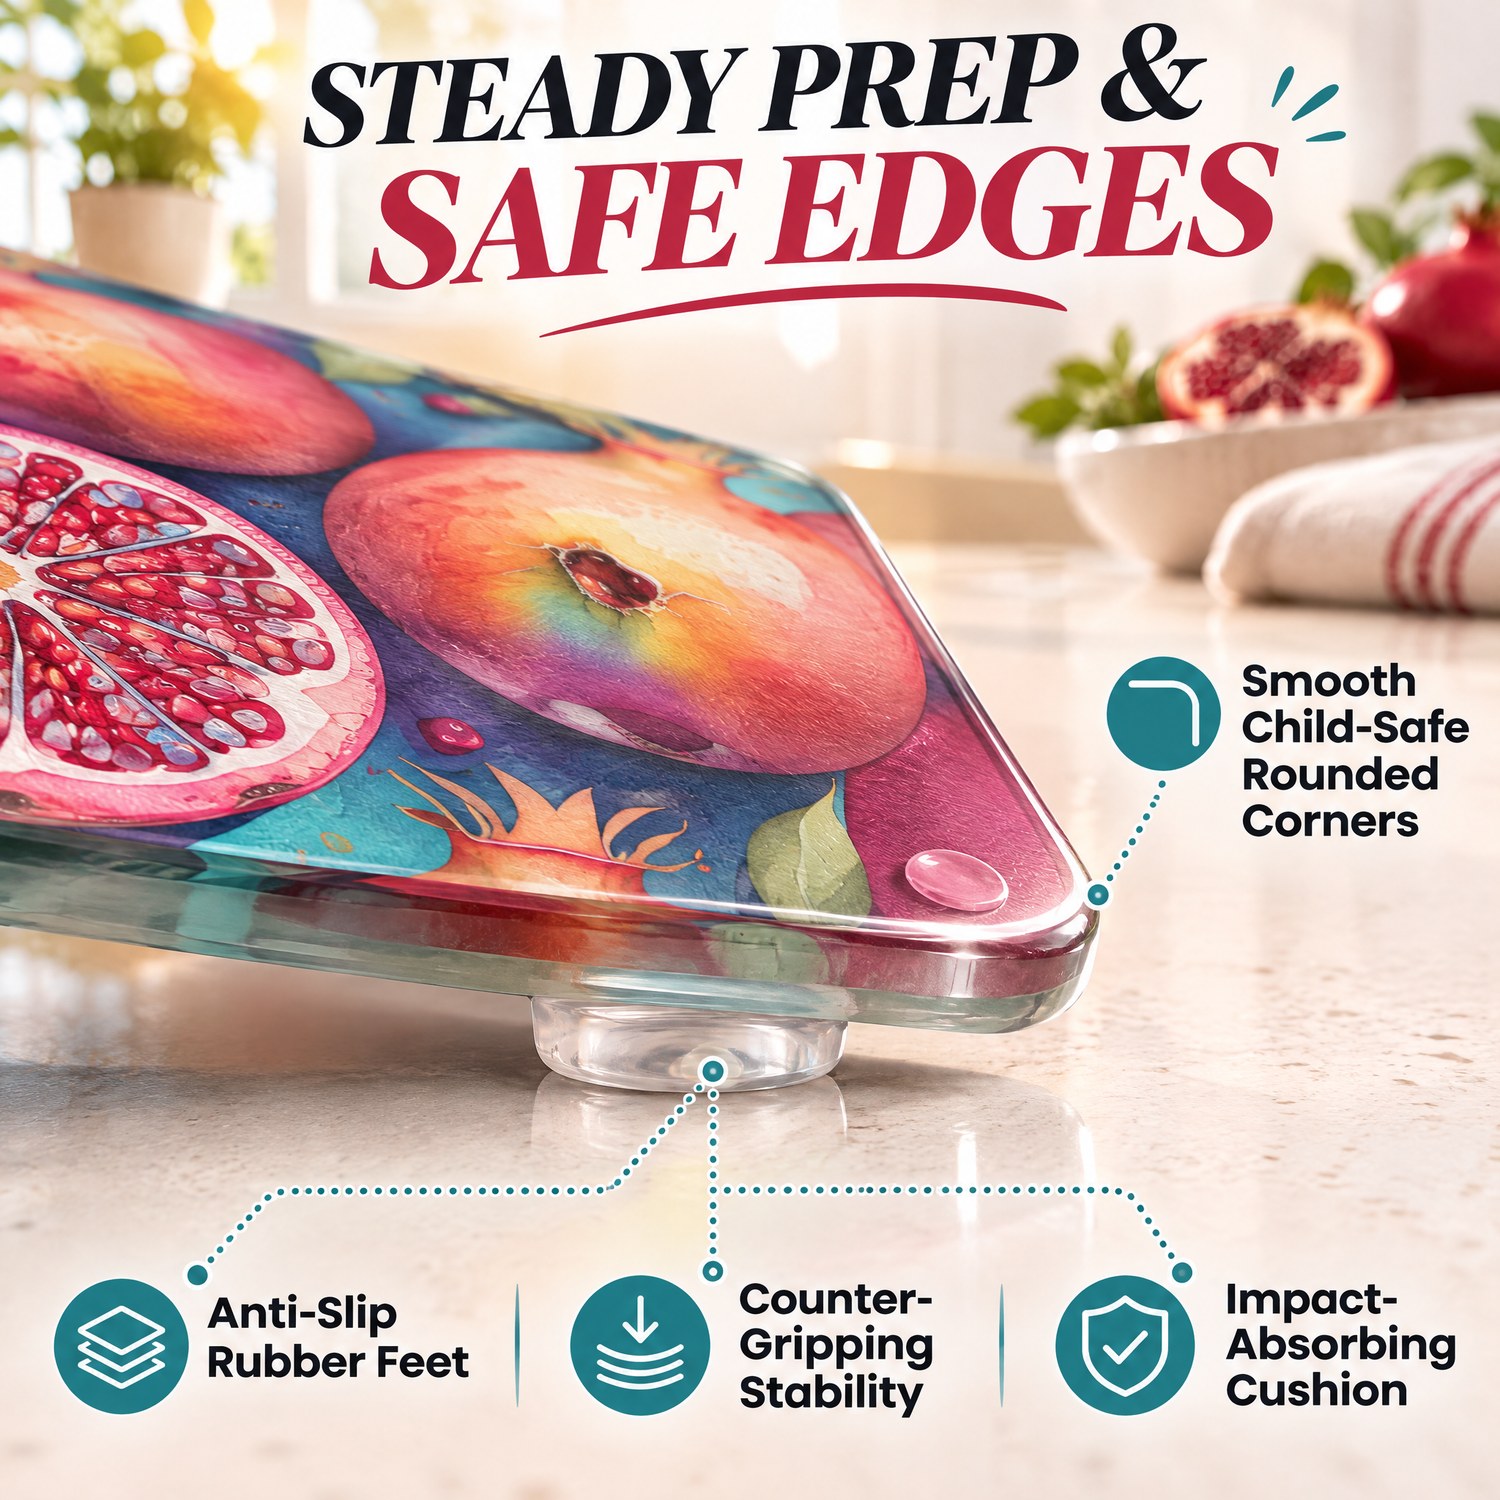 STEADY PREP &
SAFE EDGES
Smooth
Child-Safe
Rounded
Corners
Anti-Slip
Rubber Feet
Counter-
Gripping
Stability
Impact-
Absorbing
Cushion